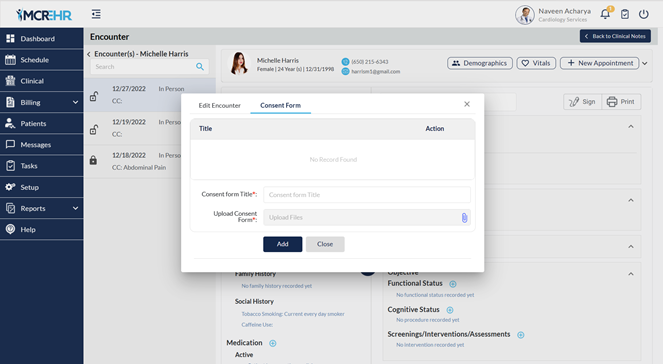 MCREHR
Naveen Acharya
Cardiology Services
Dashboard
Schedule
Clinical
Billing
Patients
Messages
Tasks
Setup
Reports
Help
Encounter
Back to Clinical Notes
Encounter(s) - Michelle Harris
Search
12/27/2022 In Person
CC:
12/19/2022 In Perso
CC:
12/18/2022 In Perso
CC: Abdominal Pain
Michelle Harris
Female | 24 Year(s) | 12/31/1998
(650) 215-6343
harrism1@gmail.com
Demographics
Vitals
New Appointment
Sign
Print
Edit Encounter
Consent Form
Title Action
No Record Found
Consent form Title*:
Consent form Title
Upload Consent
Form*:
Upload Files
Add
Close
Family History
No family history recorded yet
Social History
Tobacco Smoking: Current every day smoker
Caffeine Use:
Medication
Active
Objective
Functional Status
No functional status recorded yet
Cognitive Status
No procedure recorded yet
Screenings/Interventions/Assessments
No intervention recorded yet